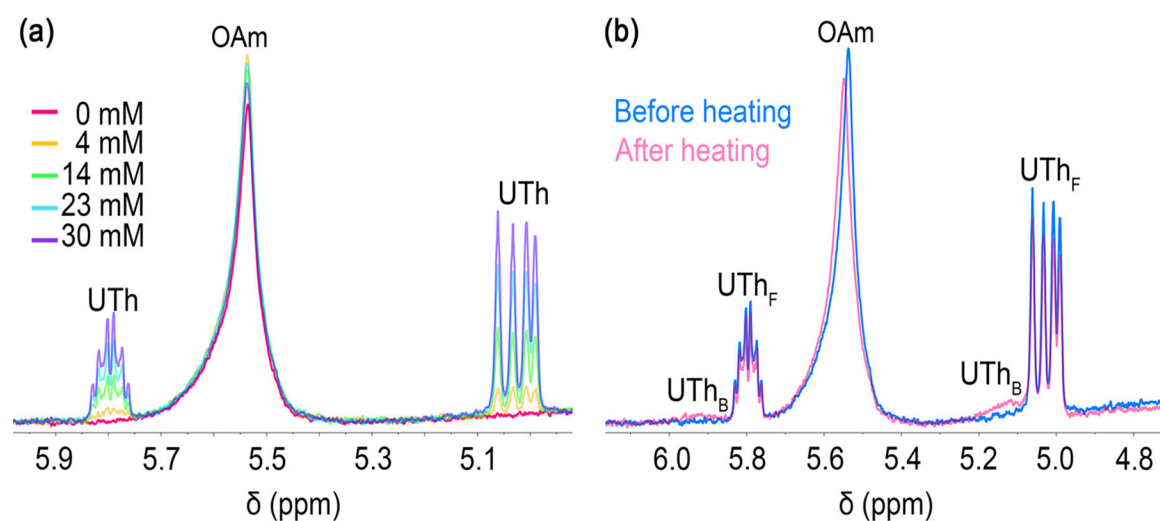 (a)
OAm
0 mM
4 mM
14 mM
23 mM
30 mM
UTh
UTh
5.9 5.7 5.5 5.3 5.1
δ (ppm)
(b)
OAm
Before heating
After heating
UThF
UThF
UThB
UThB
6.0 5.8 5.6 5.4 5.2 5.0 4.8
δ (ppm)